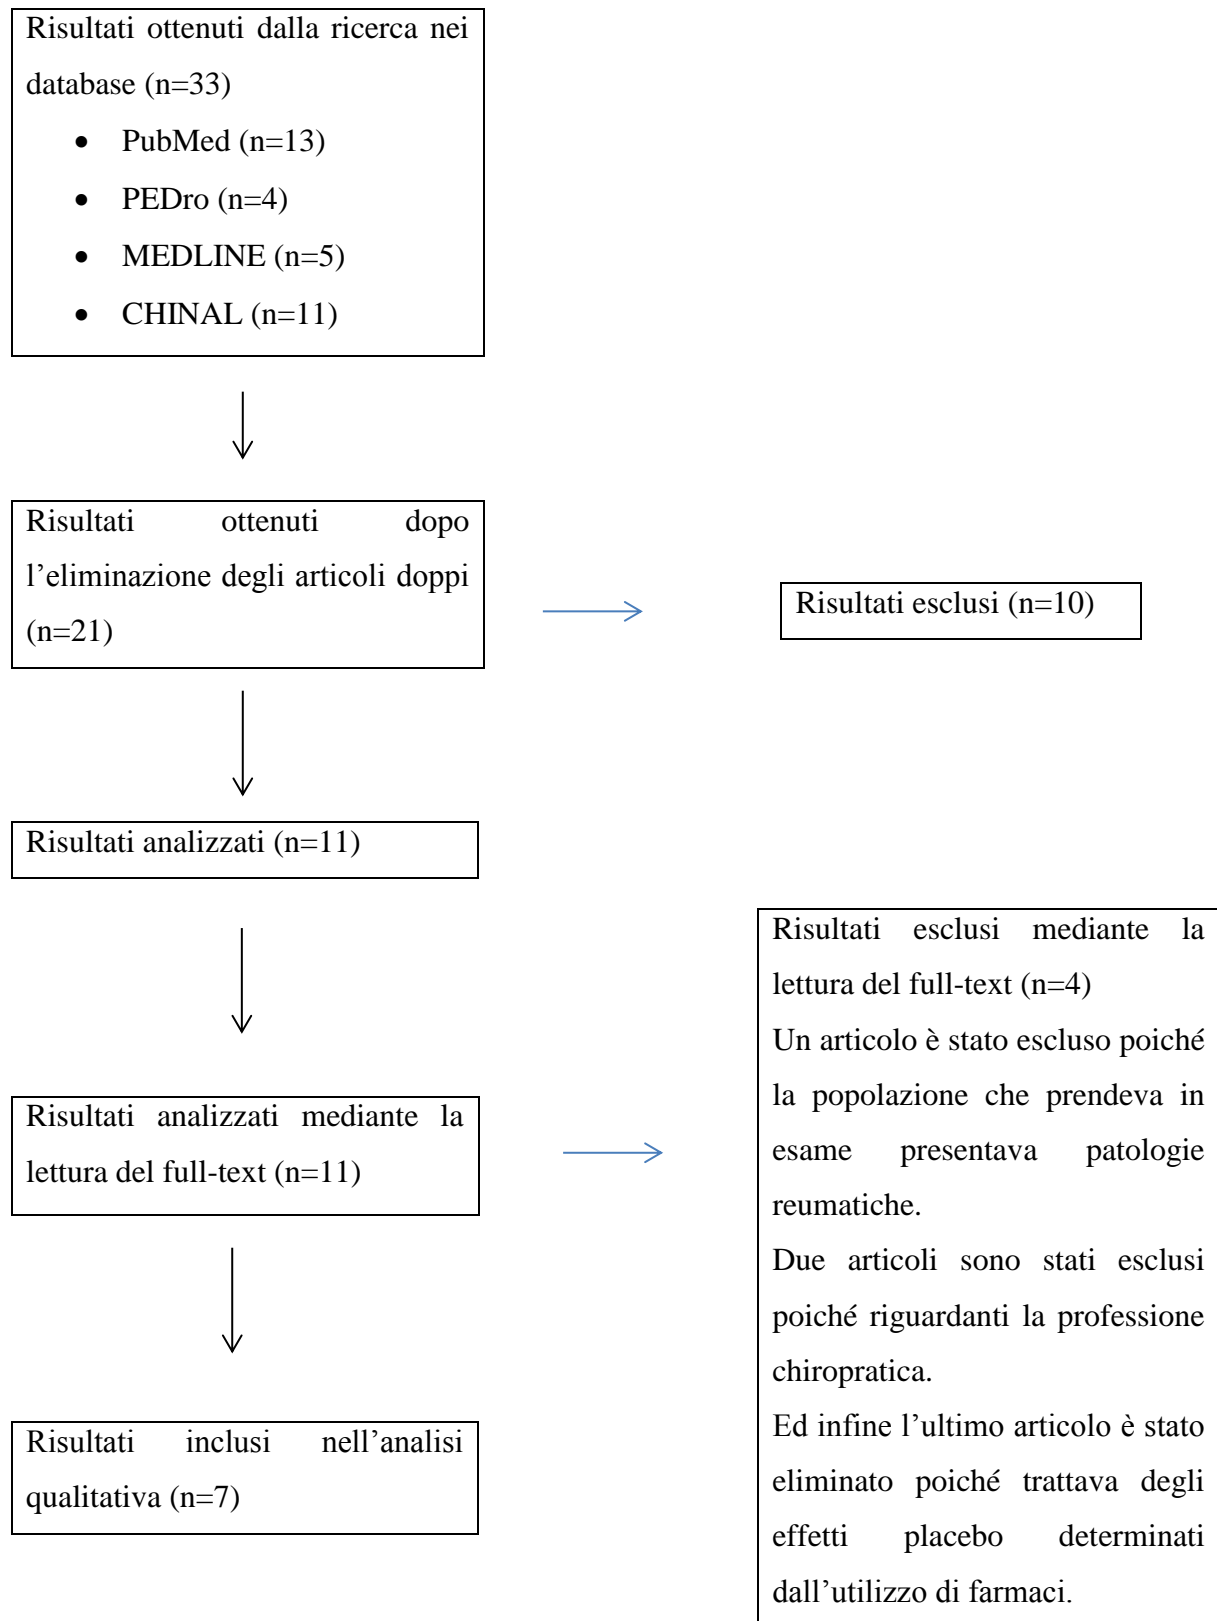 Risultati ottenuti dalla ricerca nei
database (n=33)
• PubMed (n=13)
• PEDro (n=4)
• MEDLINE (n=5)
• CHINAL (n=11)
Risultati ottenuti dopo
l’eliminazione degli articoli doppi
(n=21)
Risultati esclusi (n=10)
Risultati analizzati (n=11)
Risultati analizzati mediante la
lettura del full-text (n=11)
Risultati esclusi mediante la
lettura del full-text (n=4)
Un articolo è stato escluso poiché
la popolazione che prendeva in
esame presentava patologie
reumatiche.
Due articoli sono stati esclusi
poiché riguardanti la professione
chiropratica.
Ed infine l’ultimo articolo è stato
eliminato poiché trattava degli
effetti placebo determinati
dall’utilizzo di farmaci.
Risultati inclusi nell’analisi
qualitativa (n=7)